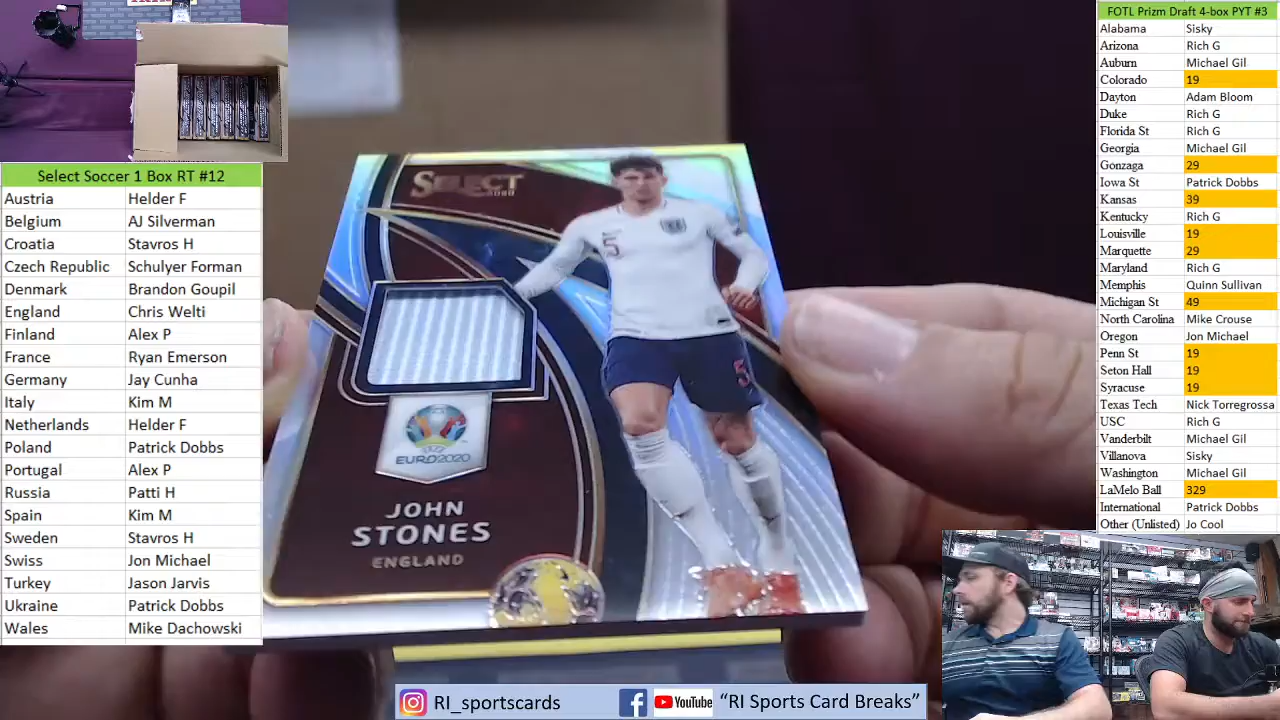 Select Soccer 1 Box RT #12
Austria Helder F
Belgium AJ Silverman
Croatia Stavros H
Czech Republic Schulyer Forman
Denmark Brandon Goupil
England Chris Welti
Finland Alex P
France Ryan Emerson
Germany Jay Cunha
Italy Kim M
Netherlands Helder F
Poland Patrick Dobbs
Portugal Alex P
Russia Patti H
Spain Kim M
Sweden Stavros H
Swiss Jon Michael
Turkey Jason Jarvis
Ukraine Patrick Dobbs
Wales Mike Dachowski
SELECT
5
5
EURO2020
JOHN
STONES
ENGLAND
RI_sportscards
YouTube
"RI Sports Card Breaks"
FOTL Prizm Draft 4-box PYT #3
Alabama Sisky
Arizona Rich G
Auburn Michael Gil
Colorado 19
Dayton Adam Bloom
Duke Rich G
Florida St Rich G
Georgia Michael Gil
Gonzaga 29
Iowa St Patrick Dobbs
Kansas 39
Kentucky Rich G
Louisville 19
Marquette 29
Maryland Rich G
Memphis Quinn Sullivan
Michigan St 49
North Carolina Mike Crouse
Oregon Jon Michael
Penn St 19
Seton Hall 19
Syracuse 19
Texas Tech Nick Torregrossa
USC Rich G
Vanderbilt Michael Gil
Villanova Sisky
Washington Michael Gil
LaMelo Ball 329
International Patrick Dobbs
Other (Unlisted) Jo Cool